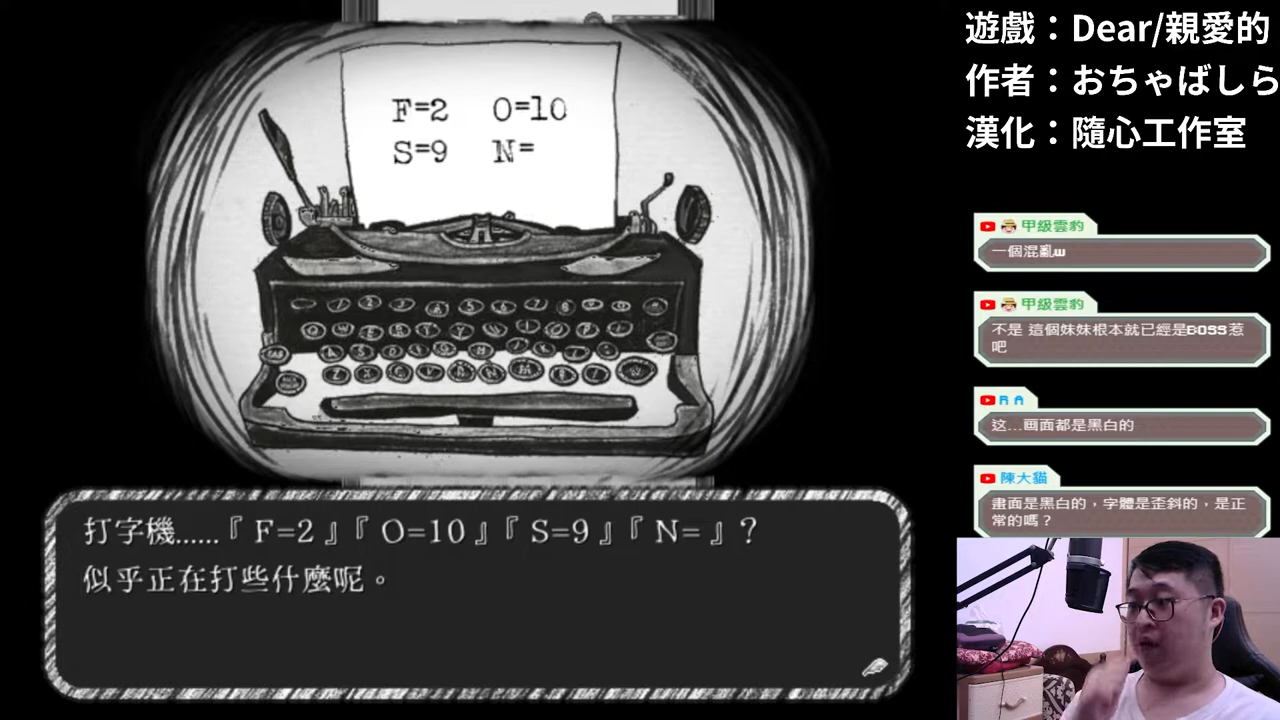 F=2 O=10
S=9 N=
打字機......『 F=2 』『 O=10 』『 S=9 』『 N= 』？
似乎正在打些什麼呢。
遊戲：Dear/親愛的
作者：おちゃばしら
漢化：隨心工作室
甲級雲豹
一個混亂w
甲級雲豹
不是 這個妹妹根本就已經是BOSS惹
吧
R A
这...画面都是黑白的
陳大貓
畫面是黑白的，字體是歪斜的，是正
常的嗎？